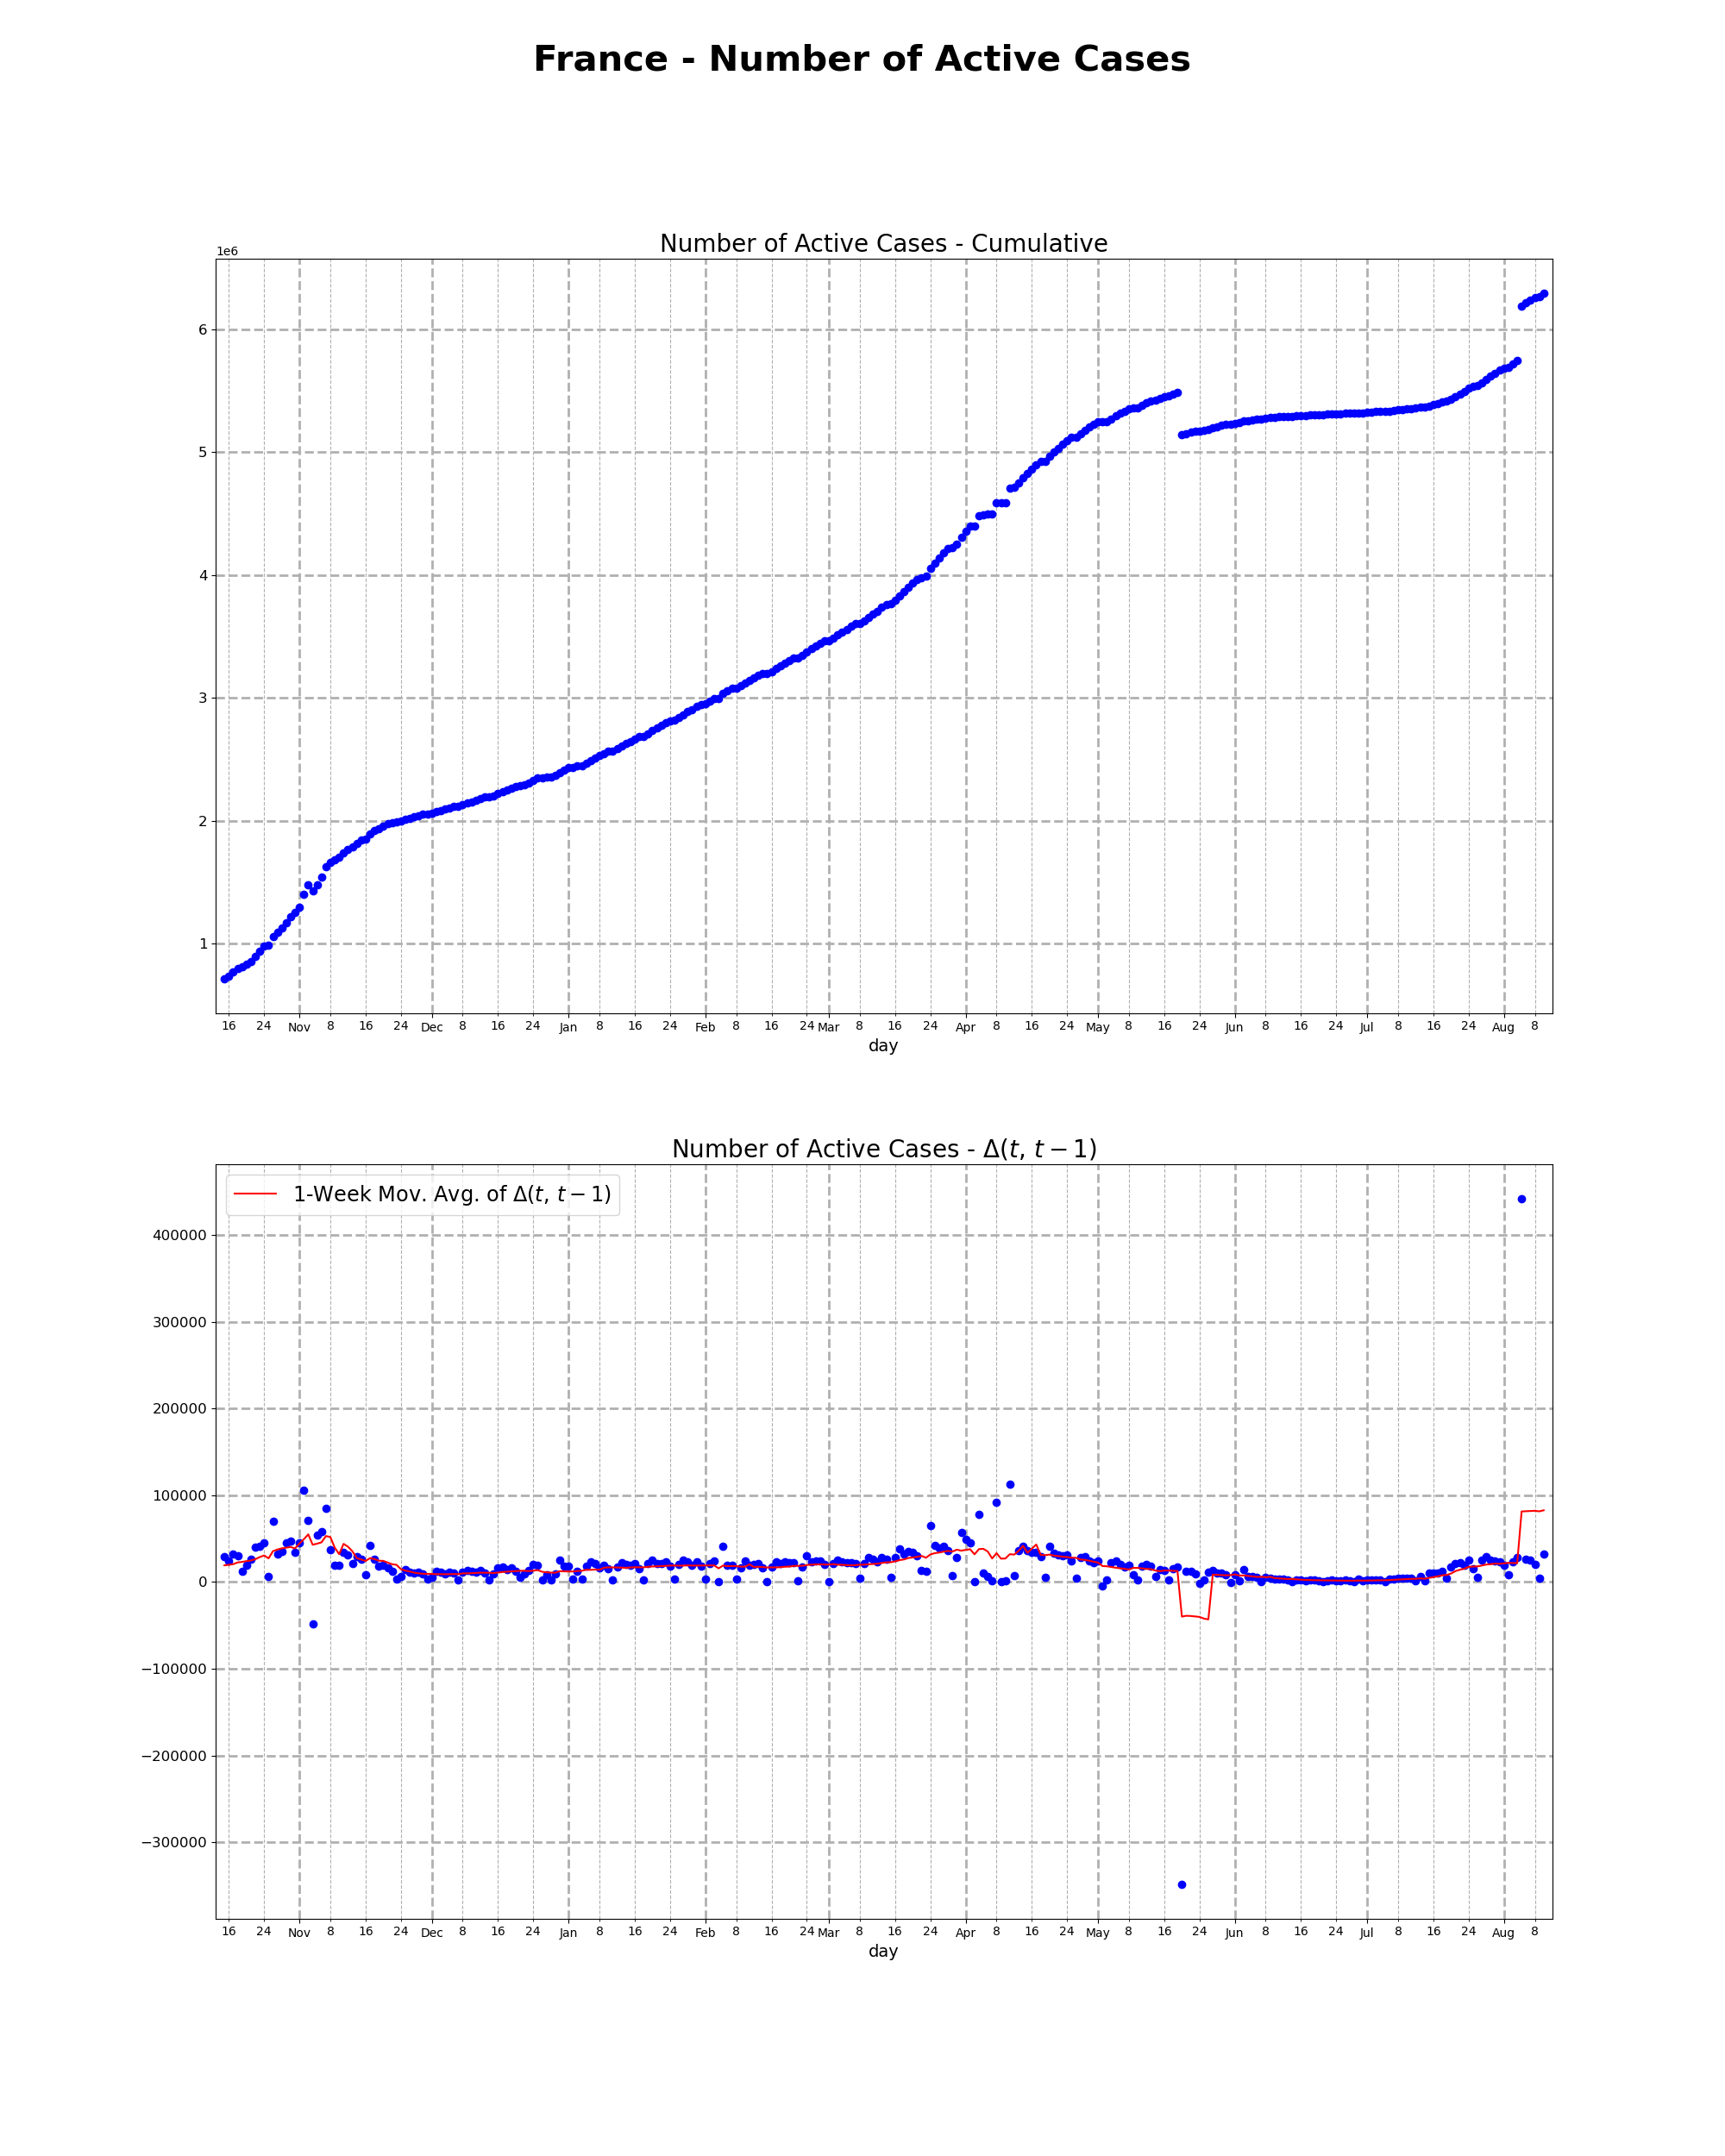 France - Number of Active Cases
Number of Active Cases - Cumulative
1e6
6
5
4
3
2
1
16 24 Nov 8 16 24 Dec 8 16 24 Jan 8 16 24 Feb 8 16 24 Mar 8 16 24 Apr 8 16 24 May 8 16 24 Jun 8 16 24 Jul 8 16 24 Aug 8
day
Number of Active Cases - Δ(t, t − 1)
1-Week Mov. Avg. of Δ(t, t − 1)
400000
300000
200000
100000
0
−100000
−200000
−300000
16 24 Nov 8 16 24 Dec 8 16 24 Jan 8 16 24 Feb 8 16 24 Mar 8 16 24 Apr 8 16 24 May 8 16 24 Jun 8 16 24 Jul 8 16 24 Aug 8
day